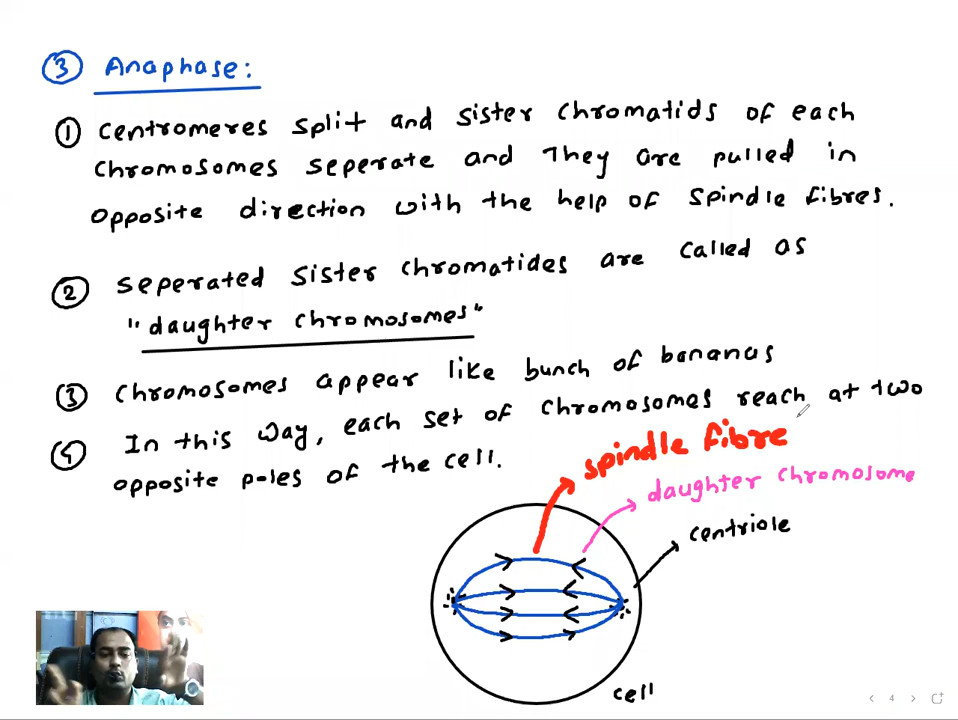 ③ Anaphase:
① Centromeres split and sister chromatids of each
chromosomes seperate and They are pulled in
opposite direction with the help of spindle fibres.
② Seperated sister chromatides are called as
"daughter chromosomes"
③ Chromosomes appear like bunch of bananas
④ In this way, each set of chromosomes reach at two
opposite poles of the cell.
spindle fibre
daughter chromosome
centriole
cell
4